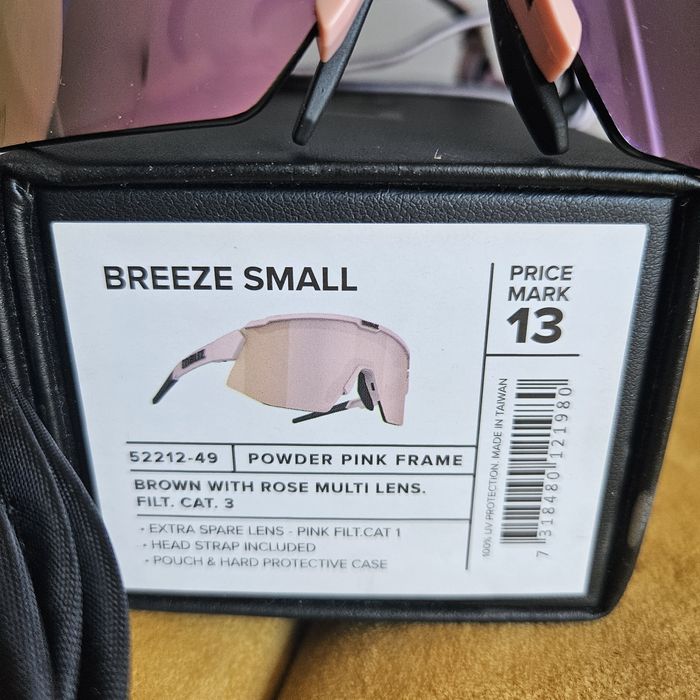 BREEZE SMALL
PRICE
MARK
13
BLIZ
52212-49
POWDER PINK FRAME
BROWN WITH ROSE MULTI LENS.
FILT. CAT. 3
• EXTRA SPARE LENS - PINK FILT.CAT 1
• HEAD STRAP INCLUDED
• POUCH & HARD PROTECTIVE CASE
100% UV PROTECTION. MADE IN TAIWAN
7 318480 121980